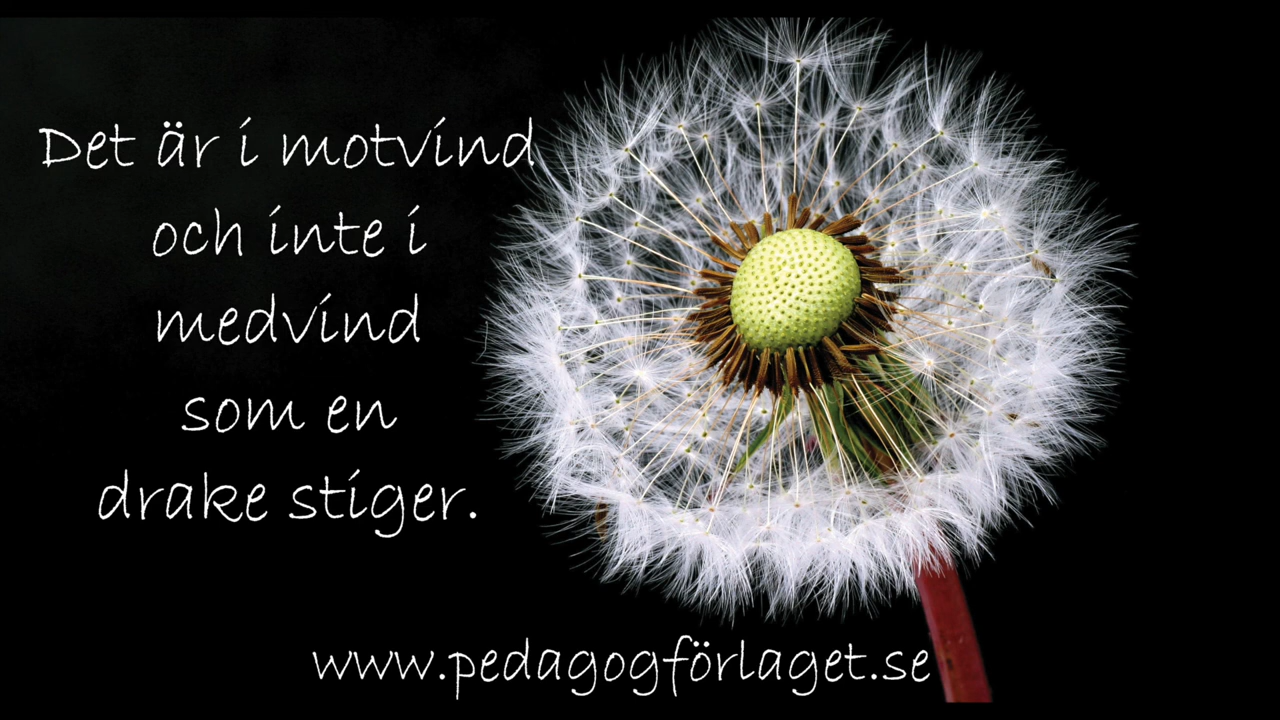 Det är i motvind
och inte i
medvind
som en
drake stiger.
www.pedagogförlaget.se